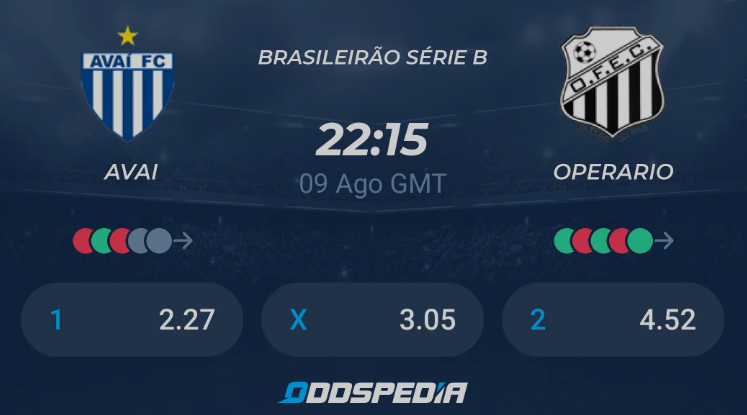 BRASILEIRÃO SÉRIE B
AVAÍ FC
O.F.E.C.
22:15
09 Ago GMT
AVAI
OPERARIO
1 2.27
X 3.05
2 4.52
ODDSPEDIA